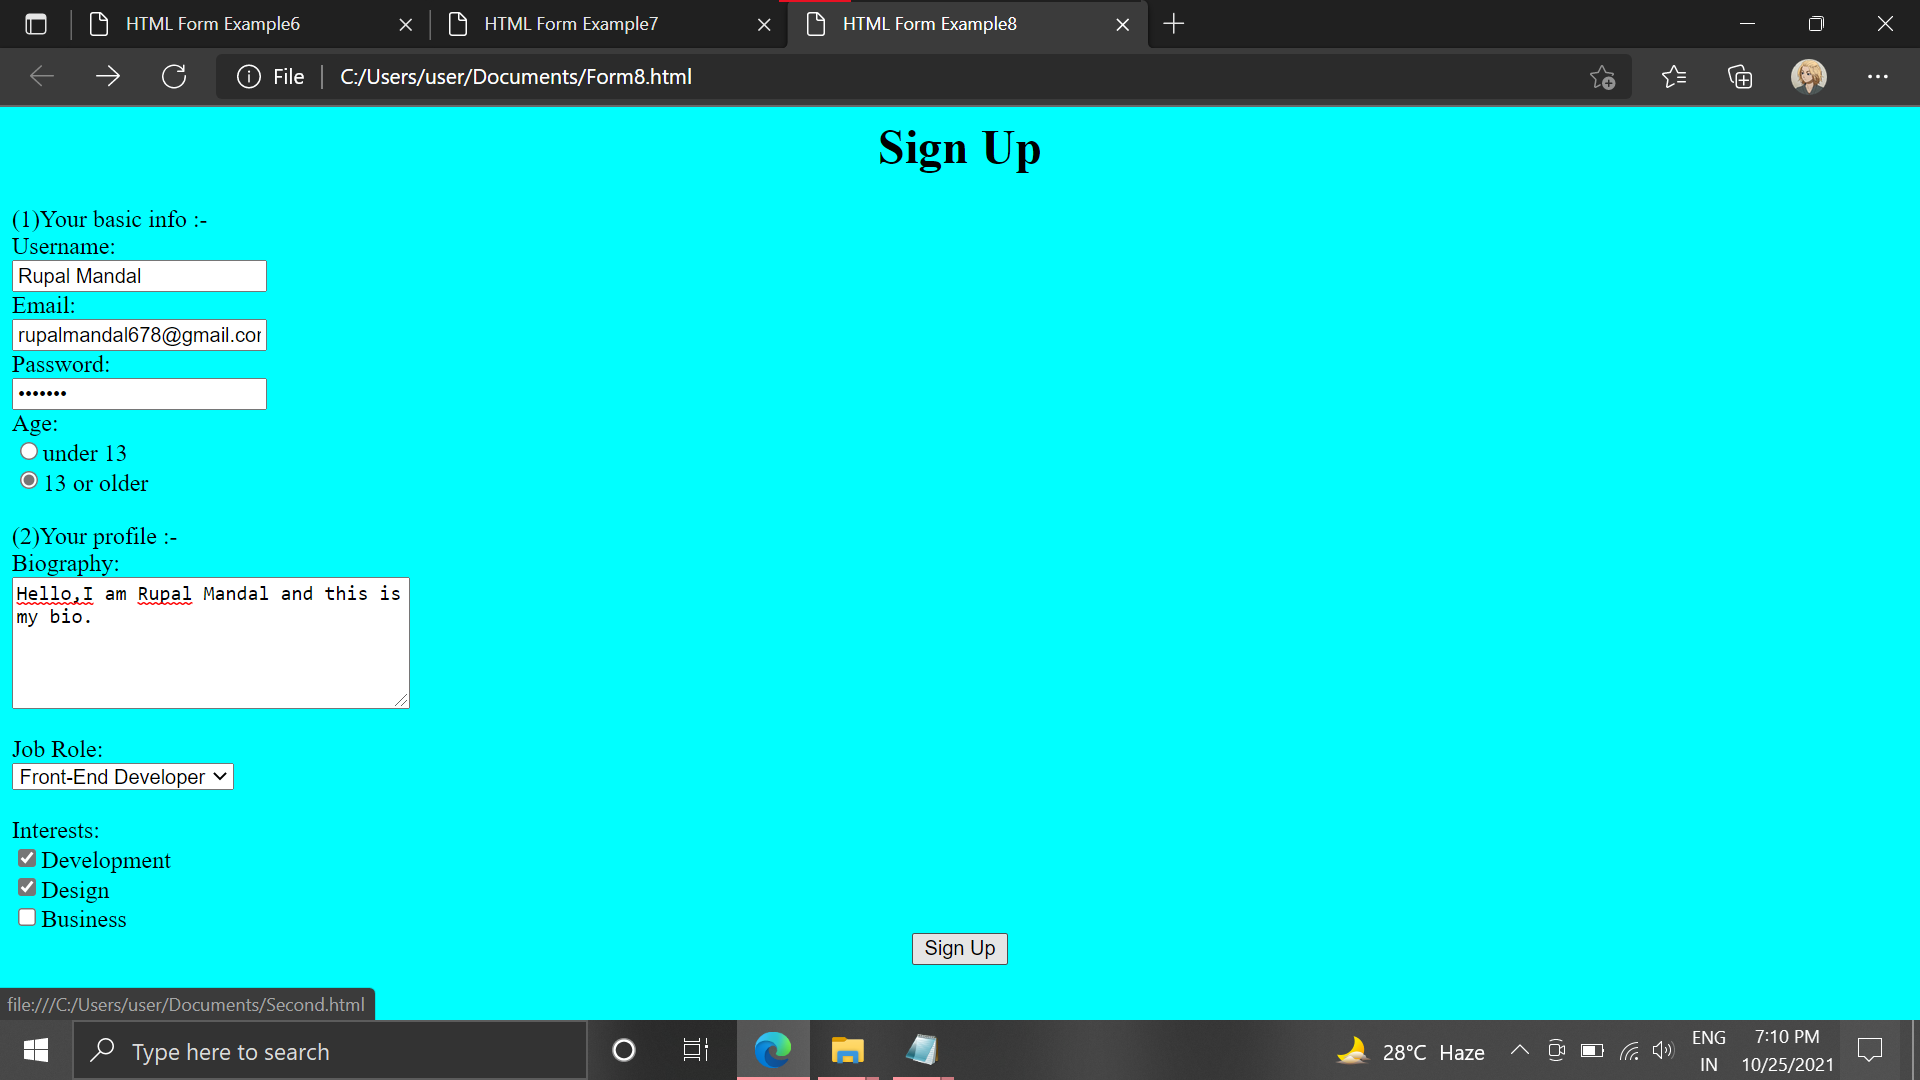 HTML Form Example6
HTML Form Example7
HTML Form Example8
File
C:/Users/user/Documents/Form8.html
Sign Up
(1)Your basic info :-
Username:
Rupal Mandal
Email:
rupalmandal678@gmail.cor
Password:
•••••••
Age:
under 13
13 or older
(2)Your profile :-
Biography:
Hello,I am Rupal Mandal and this is
my bio.
Job Role:
Front-End Developer
Interests:
Development
Design
Business
Sign Up
file:///C:/Users/user/Documents/Second.html
Type here to search
28°C Haze
ENG
IN
7:10 PM
10/25/2021